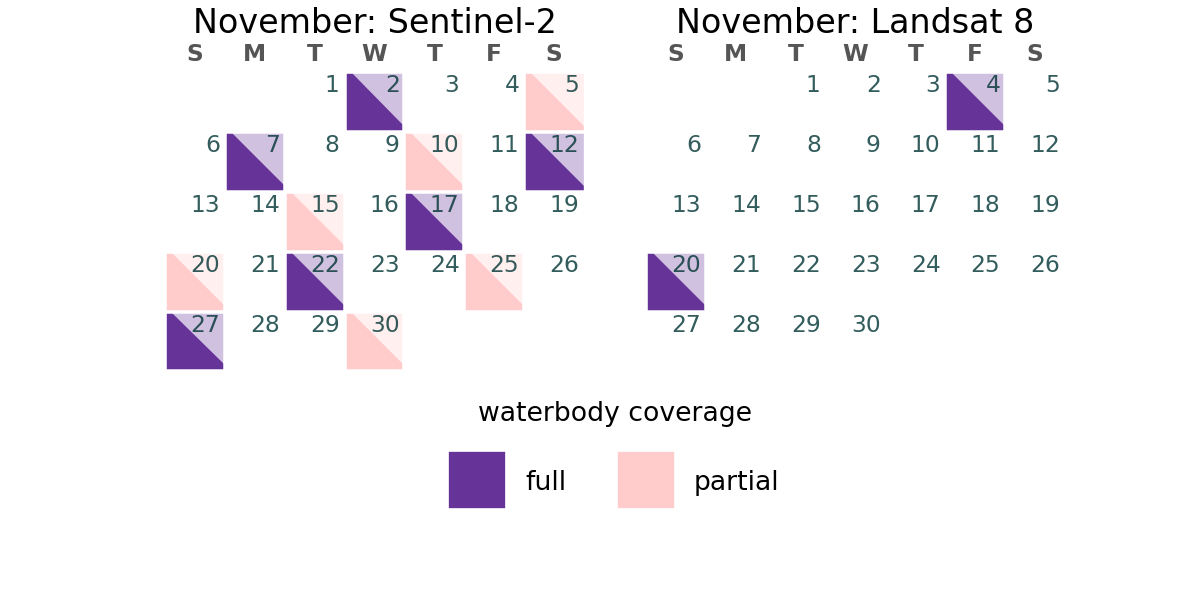 November: Sentinel-2
S M T W T F S
1 2 3 4 5
6 7 8 9 10 11 12
13 14 15 16 17 18 19
20 21 22 23 24 25 26
27 28 29 30
November: Landsat 8
S M T W T F S
1 2 3 4 5
6 7 8 9 10 11 12
13 14 15 16 17 18 19
20 21 22 23 24 25 26
27 28 29 30
waterbody coverage
full
partial